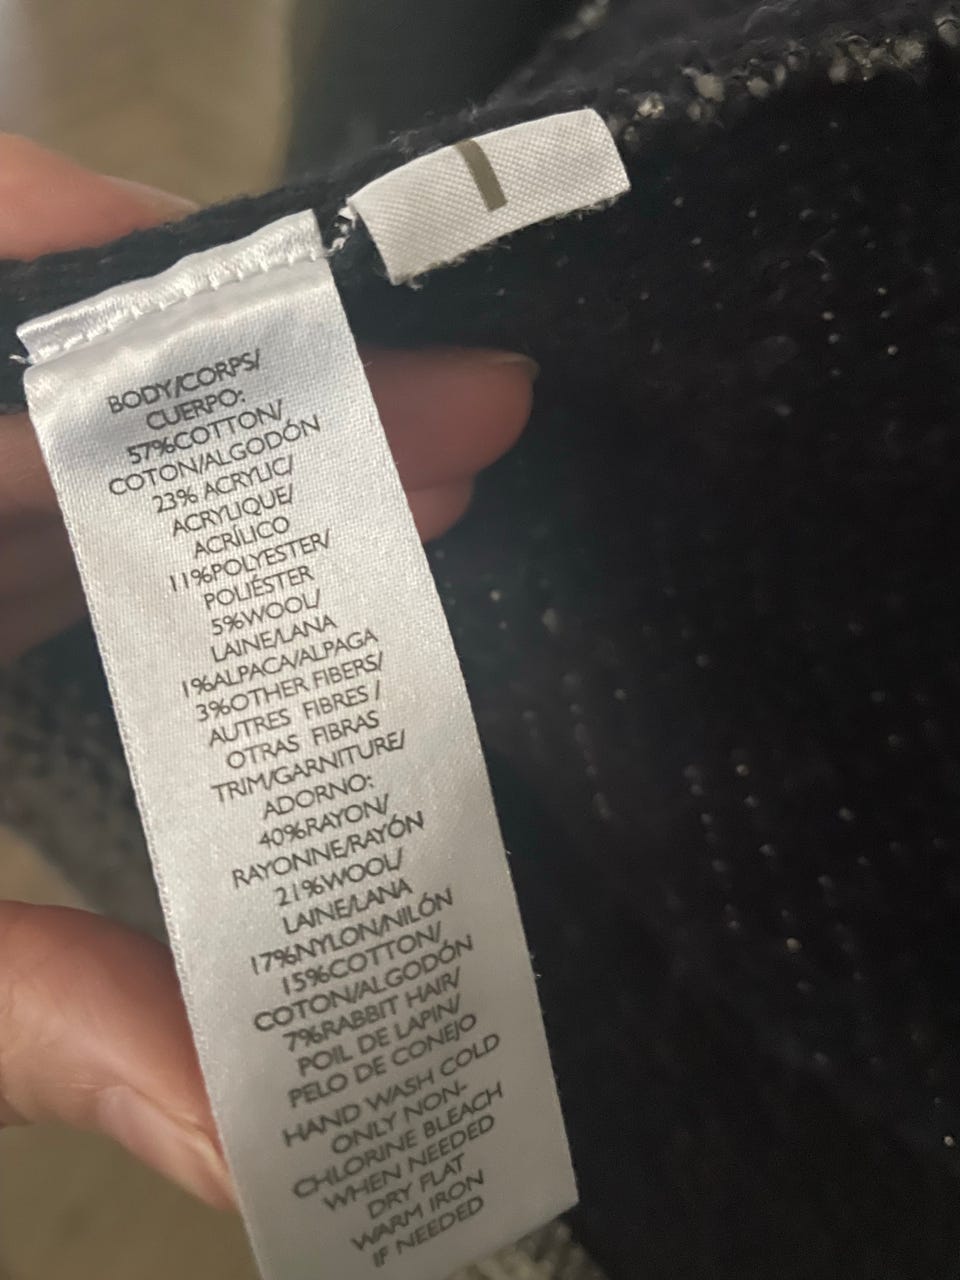 BODY/CORPS/
CUERPO:
57%COTTON/
COTON/ALGODÓN
23% ACRYLIC/
ACRYLIQUE/
ACRÍLICO
11%POLYESTER/
POLIÉSTER
5%WOOL/
LAINE/LANA
1%ALPACA/ALPAGA
3%OTHER FIBERS/
AUTRES FIBRES /
OTRAS FIBRAS
TRIM/GARNITURE/
ADORNO:
40%RAYON/
RAYONNE/RAYÓN
21%WOOL/
LAINE/LANA
17%NYLON/NILÓN
15%COTTON/
COTON/ALGODÓN
7%RABBIT HAIR/
POIL DE LAPIN/
PELO DE CONEJO
HAND WASH COLD
ONLY NON-
CHLORINE BLEACH
WHEN NEEDED
DRY FLAT
WARM IRON
IF NEEDED